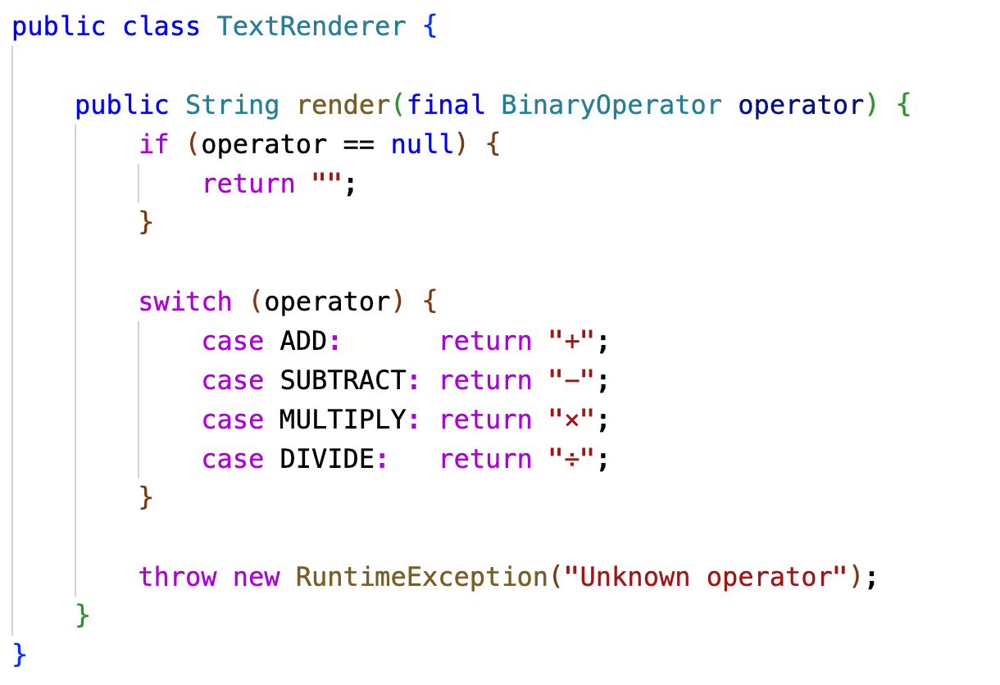 public class TextRenderer {
    public String render(final BinaryOperator operator) {
        if (operator == null) {
            return "";
        }
        switch (operator) {
            case ADD:      return "+";
            case SUBTRACT: return "−";
            case MULTIPLY: return "×";
            case DIVIDE:   return "÷";
        }
        throw new RuntimeException("Unknown operator");
    }
}